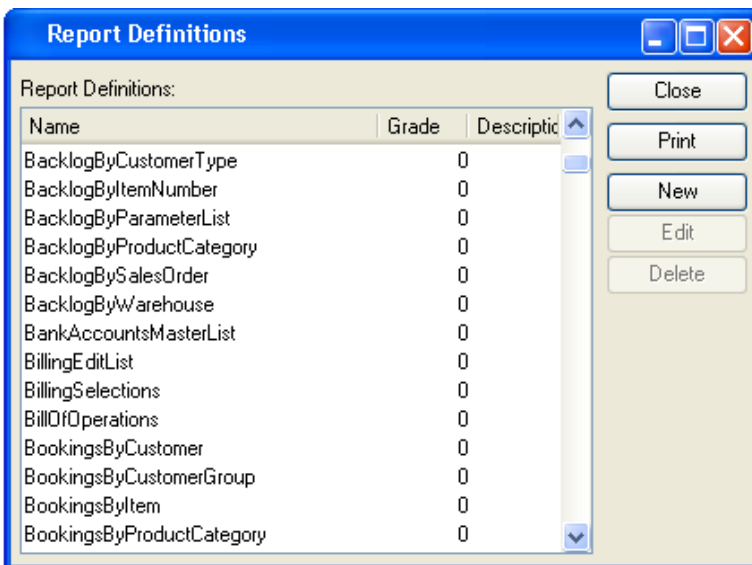 Report Definitions
Report Definitions:
Name Grade Descriptic
BacklogByCustomerType 0
BacklogByItemNumber 0
BacklogByParameterList 0
BacklogByProductCategory 0
BacklogBySalesOrder 0
BacklogByWarehouse 0
BankAccountsMasterList 0
BillingEditList 0
BillingSelections 0
BillOfOperations 0
BookingsByCustomer 0
BookingsByCustomerGroup 0
BookingsByItem 0
BookingsByProductCategory 0
Close
Print
New
Edit
Delete